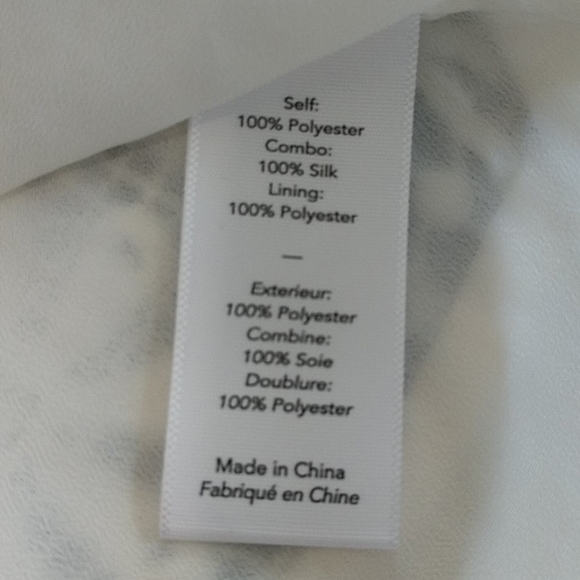 Self:
100% Polyester
Combo:
100% Silk
Lining:
100% Polyester
—
Exterieur:
100% Polyester
Combine:
100% Soie
Doublure:
100% Polyester
Made in China
Fabriqué en Chine